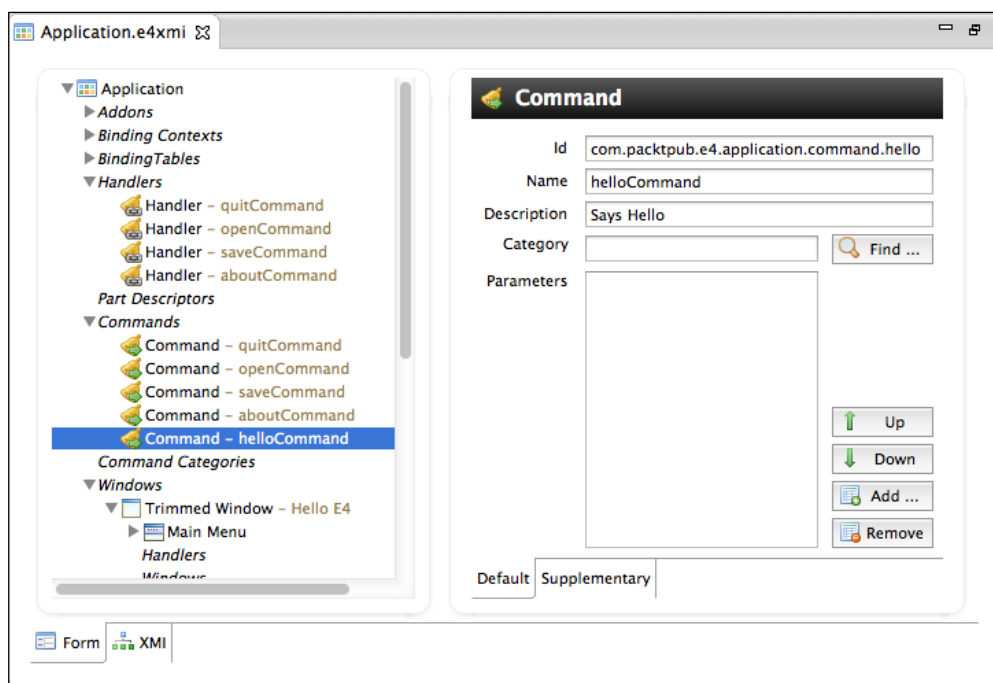 Application.e4xmi
Application
Addons
Binding Contexts
BindingTables
Handlers
Handler – quitCommand
Handler – openCommand
Handler – saveCommand
Handler – aboutCommand
Part Descriptors
Commands
Command – quitCommand
Command – openCommand
Command – saveCommand
Command – aboutCommand
Command – helloCommand
Command Categories
Windows
Trimmed Window – Hello E4
Main Menu
Handlers
Windows
Command
Id com.packtpub.e4.application.command.hello
Name helloCommand
Description Says Hello
Category Find ...
Parameters
Up
Down
Add ...
Remove
Default Supplementary
Form XMI